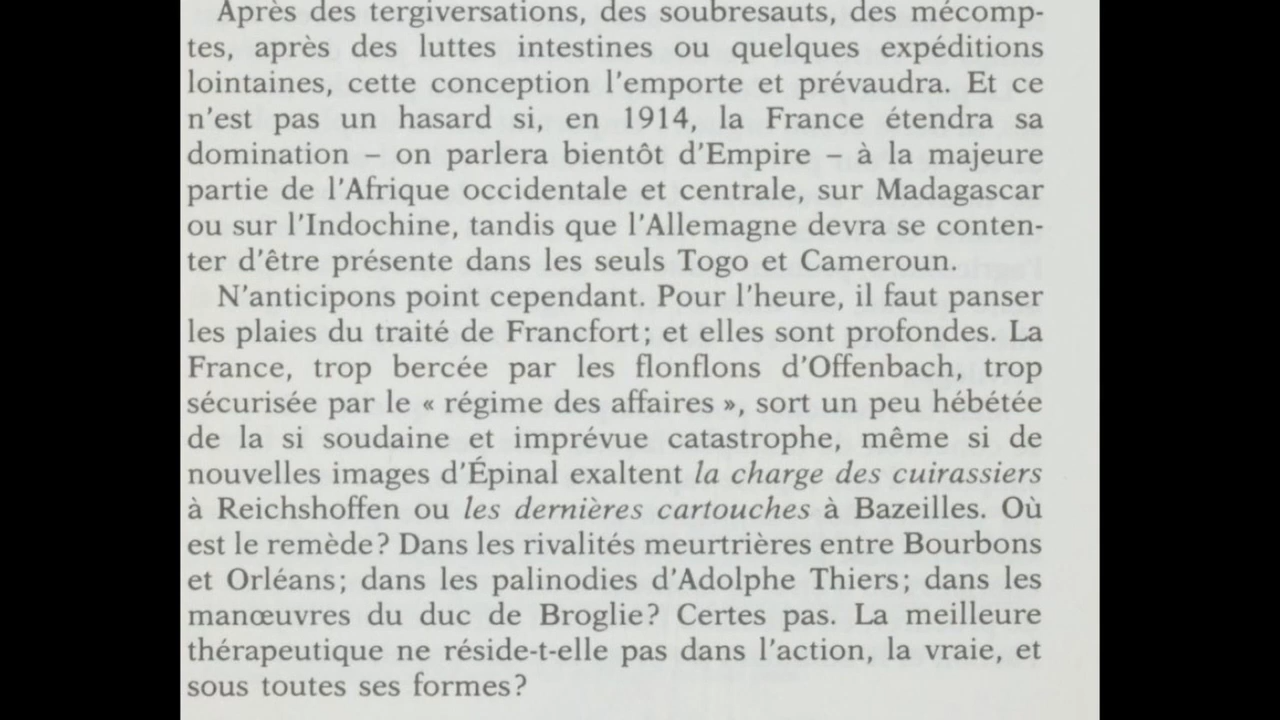 Après des tergiversations, des soubresauts, des mécomp-
tes, après des luttes intestines ou quelques expéditions
lointaines, cette conception l'emporte et prévaudra. Et ce
n'est pas un hasard si, en 1914, la France étendra sa
domination – on parlera bientôt d'Empire – à la majeure
partie de l'Afrique occidentale et centrale, sur Madagascar
ou sur l'Indochine, tandis que l'Allemagne devra se conten-
ter d'être présente dans les seuls Togo et Cameroun.
N'anticipons point cependant. Pour l'heure, il faut panser
les plaies du traité de Francfort; et elles sont profondes. La
France, trop bercée par les flonflons d'Offenbach, trop
sécurisée par le « régime des affaires », sort un peu hébétée
de la si soudaine et imprévue catastrophe, même si de
nouvelles images d'Épinal exaltent la charge des cuirassiers
à Reichshoffen ou les dernières cartouches à Bazeilles. Où
est le remède? Dans les rivalités meurtrières entre Bourbons
et Orléans; dans les palinodies d'Adolphe Thiers; dans les
manœuvres du duc de Broglie? Certes pas. La meilleure
thérapeutique ne réside-t-elle pas dans l'action, la vraie, et
sous toutes ses formes?